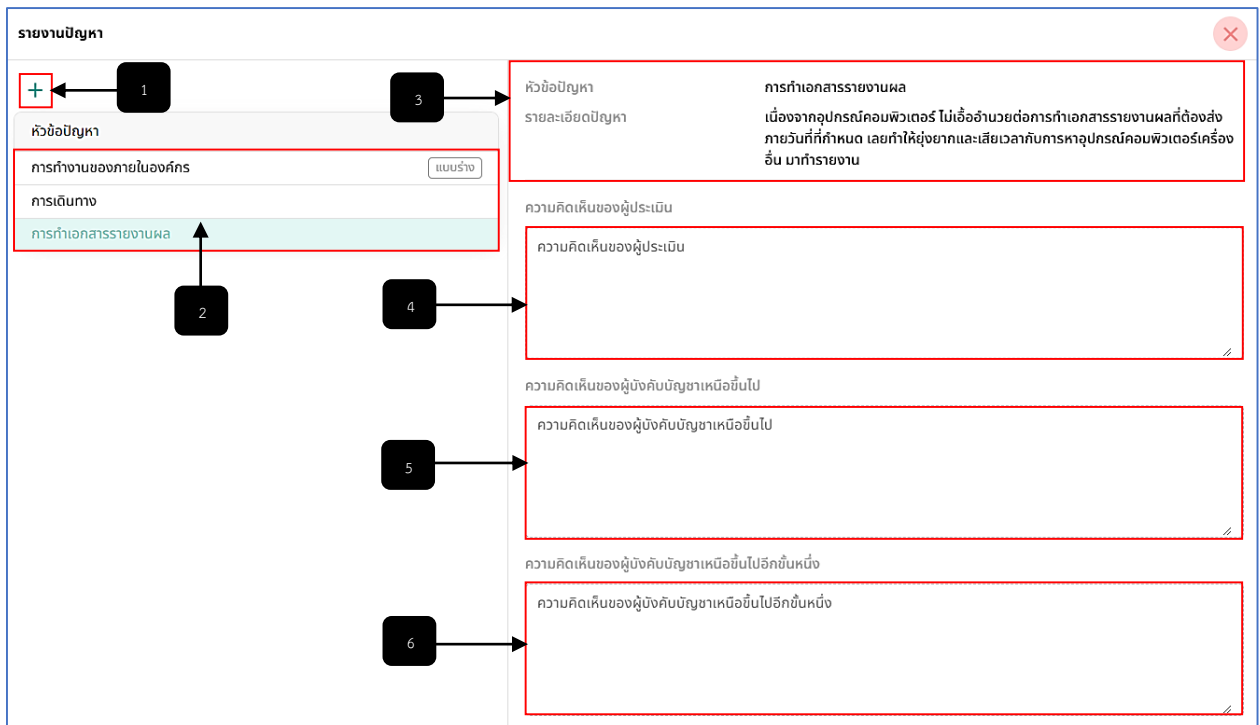 รายงานปัญหา
1
หัวข้อปัญหา
การทำงานของภายในองค์กร
แบบร่าง
การเดินทาง
การทำเอกสารรายงานผล
2
3
หัวข้อปัญหา การทำเอกสารรายงานผล
รายละเอียดปัญหา เนื่องจากอุปกรณ์คอมพิวเตอร์ ไม่เอื้ออำนวยต่อการทำเอกสารรายงานผลที่ต้องส่ง
ภายวันที่ที่กำหนด เลยทำให้ยุ่งยากและเสียเวลากับการหาอุปกรณ์คอมพิวเตอร์เครื่อง
อื่น มาทำรายงาน
ความคิดเห็นของผู้ประเมิน
ความคิดเห็นของผู้ประเมิน
4
ความคิดเห็นของผู้บังคับบัญชาเหนือขึ้นไป
ความคิดเห็นของผู้บังคับบัญชาเหนือขึ้นไป
5
ความคิดเห็นของผู้บังคับบัญชาเหนือขึ้นไปอีกขั้นหนึ่ง
ความคิดเห็นของผู้บังคับบัญชาเหนือขึ้นไปอีกขั้นหนึ่ง
6